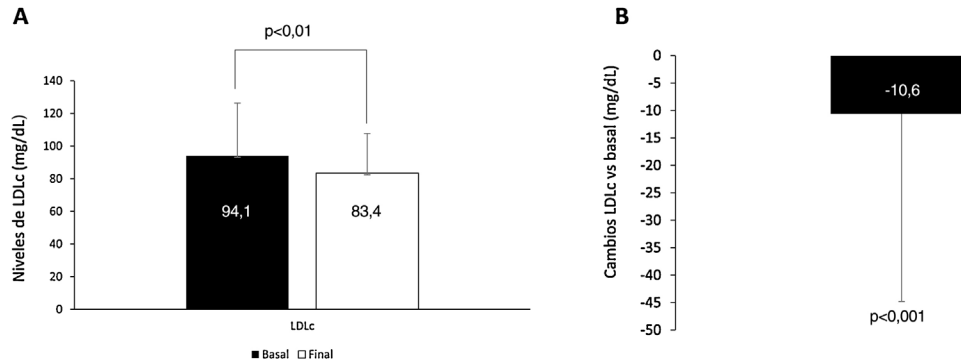 A
p<0,01
Niveles de LDLc (mg/dL)
140
120
100
80
60
40
20
0
94,1
83,4
LDLc
Basal Final
B
Cambios LDLc vs basal (mg/dL)
0
-5
-10
-15
-20
-25
-30
-35
-40
-45
-50
-10,6
p<0,001